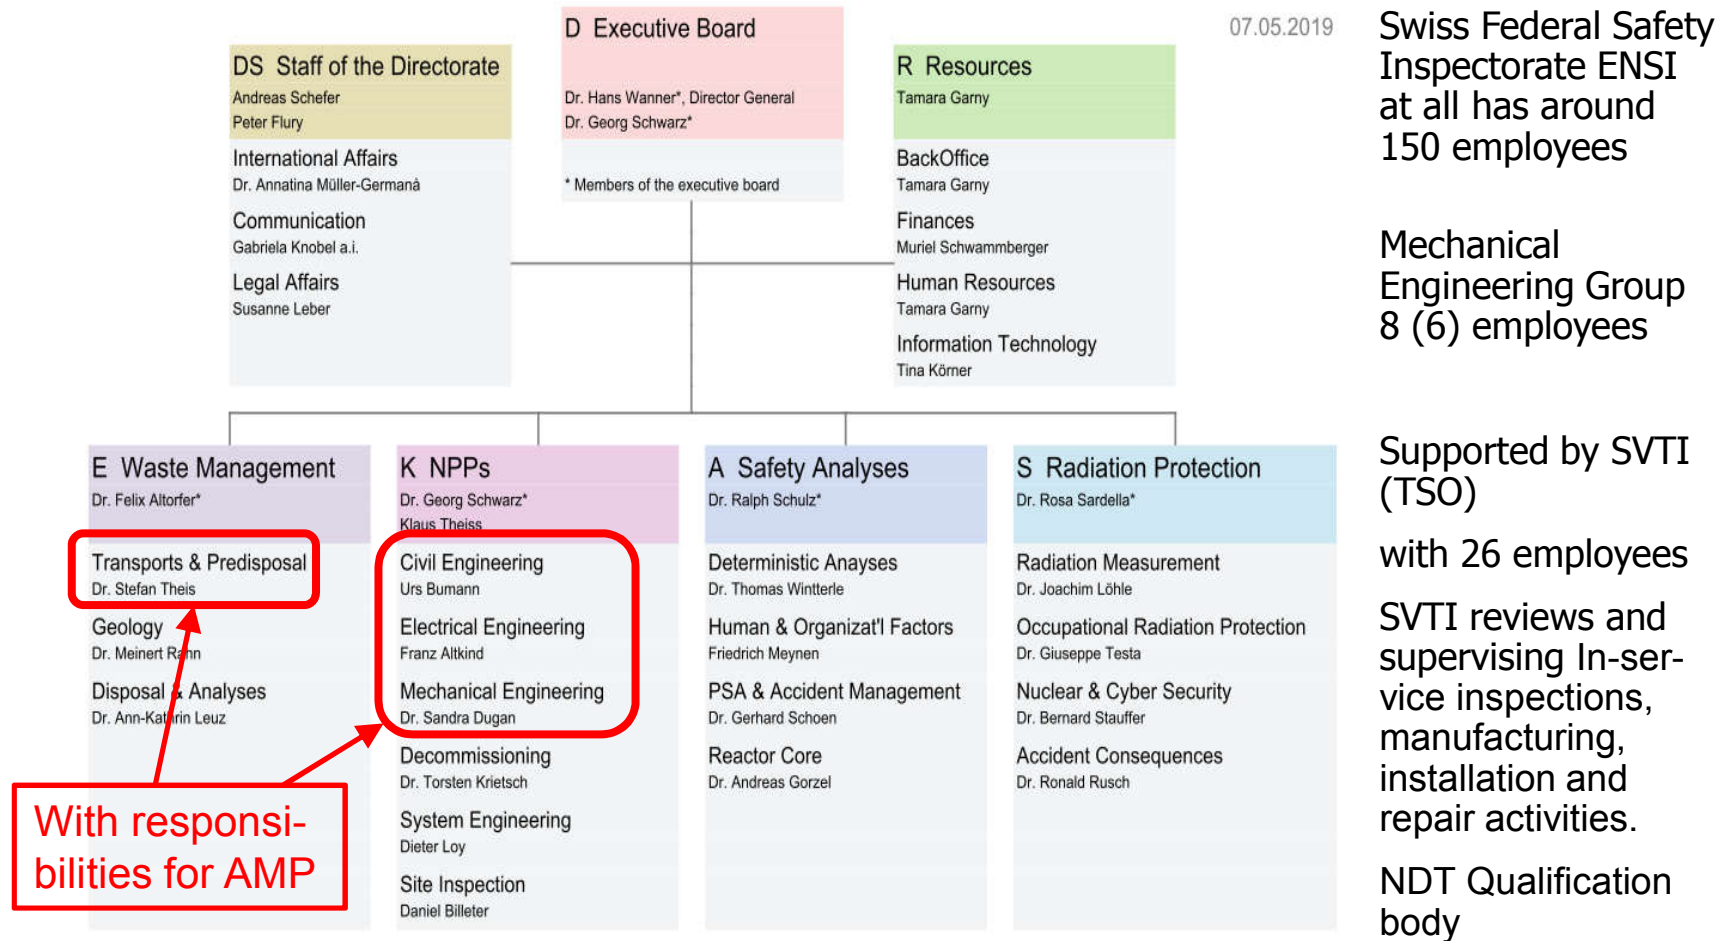 D Executive Board
Dr. Hans Wanner*, Director General
Dr. Georg Schwarz*
* Members of the executive board
07.05.2019
DS Staff of the Directorate
Andreas Schefer
Peter Flury
International Affairs
Dr. Annatina Müller-Germanà
Communication
Gabriela Knobel a.i.
Legal Affairs
Susanne Leber
R Resources
Tamara Garny
BackOffice
Tamara Garny
Finances
Muriel Schwammberger
Human Resources
Tamara Garny
Information Technology
Tina Körner
E Waste Management
Dr. Felix Altorfer*
Transports & Predisposal
Dr. Stefan Theis
Geology
Dr. Meinert Rahn
Disposal & Analyses
Dr. Ann-Kathrin Leuz
With responsi-
bilities for AMP
K NPPs
Dr. Georg Schwarz*
Klaus Theiss
Civil Engineering
Urs Bumann
Electrical Engineering
Franz Altkind
Mechanical Engineering
Dr. Sandra Dugan
Decommissioning
Dr. Torsten Krietsch
System Engineering
Dieter Loy
Site Inspection
Daniel Billeter
A Safety Analyses
Dr. Ralph Schulz*
Deterministic Anayses
Dr. Thomas Wintterle
Human & Organizat'l Factors
Friedrich Meynen
PSA & Accident Management
Dr. Gerhard Schoen
Reactor Core
Dr. Andreas Gorzel
S Radiation Protection
Dr. Rosa Sardella*
Radiation Measurement
Dr. Joachim Löhle
Occupational Radiation Protection
Dr. Giuseppe Testa
Nuclear & Cyber Security
Dr. Bernard Stauffer
Accident Consequences
Dr. Ronald Rusch
Swiss Federal Safety
Inspectorate ENSI
at all has around
150 employees
Mechanical
Engineering Group
8 (6) employees
Supported by SVTI
(TSO)
with 26 employees
SVTI reviews and
supervising In-ser-
vice inspections,
manufacturing,
installation and
repair activities.
NDT Qualification
body